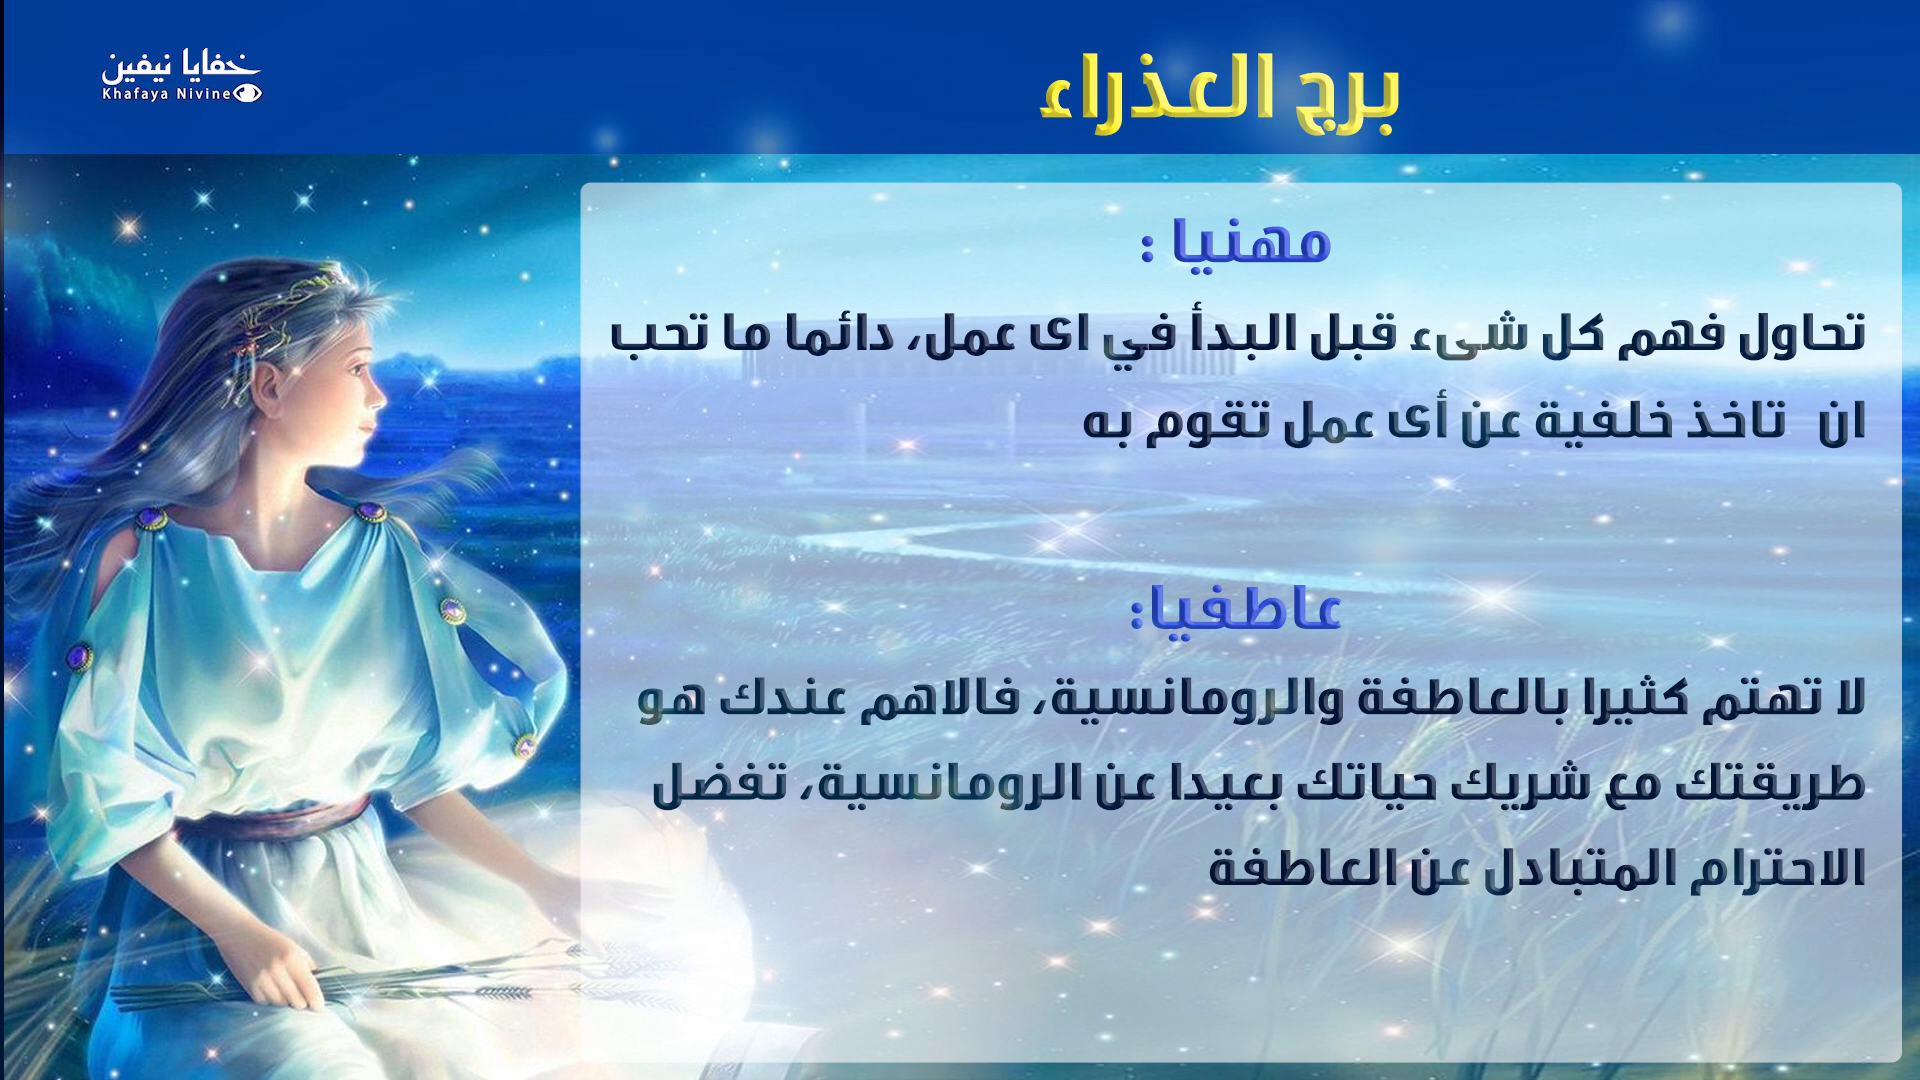 خفايا نيفين
Khafaya Nivine
برج العذراء
مهنيا :
تحاول فهم كل شىء قبل البدأ في اى عمل، دائما ما تحب
ان تاخذ خلفية عن أى عمل تقوم به
عاطفيا:
لا تهتم كثيرا بالعاطفة والرومانسية، فالاهم عندك هو
طريقتك مع شريك حياتك بعيدا عن الرومانسية، تفضل
الاحترام المتبادل عن العاطفة